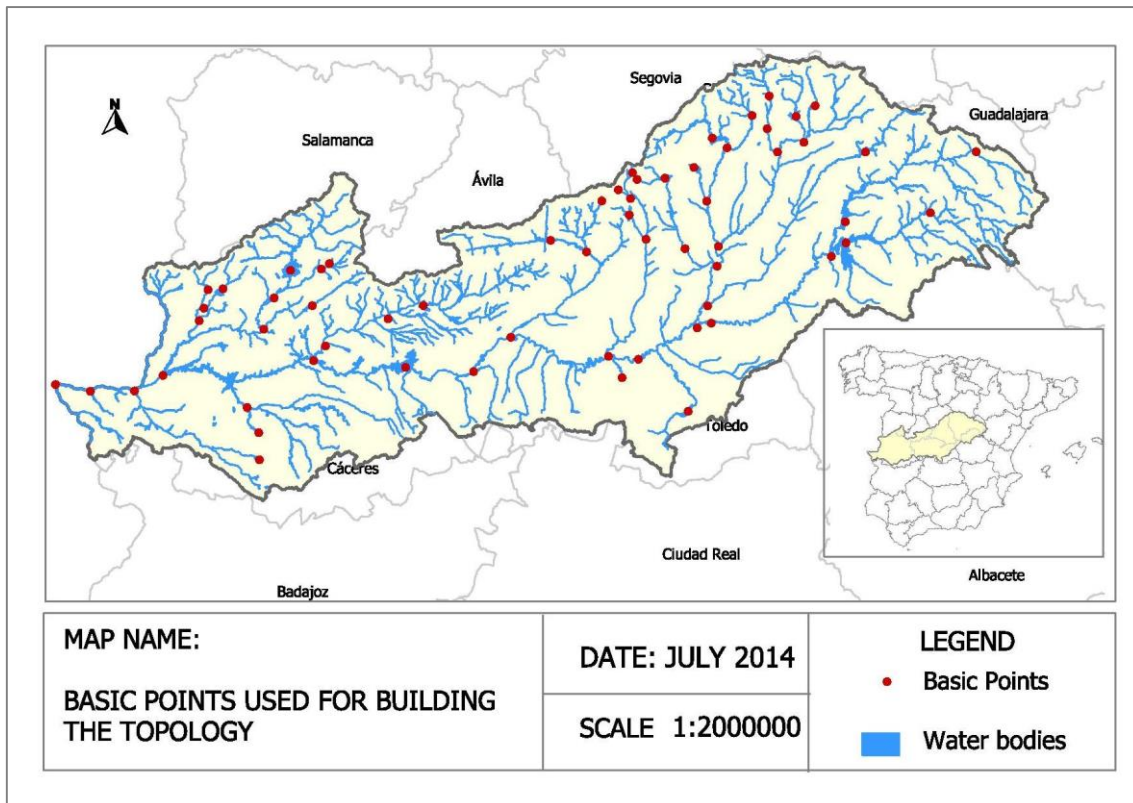 Segovia
Guadalajara
N
Salamanca
Ávila
Toledo
Cáceres
Ciudad Real
Albacete
Badajoz
MAP NAME:
BASIC POINTS USED FOR BUILDING
THE TOPOLOGY
DATE: JULY 2014
SCALE 1:2000000
LEGEND
Basic Points
Water bodies